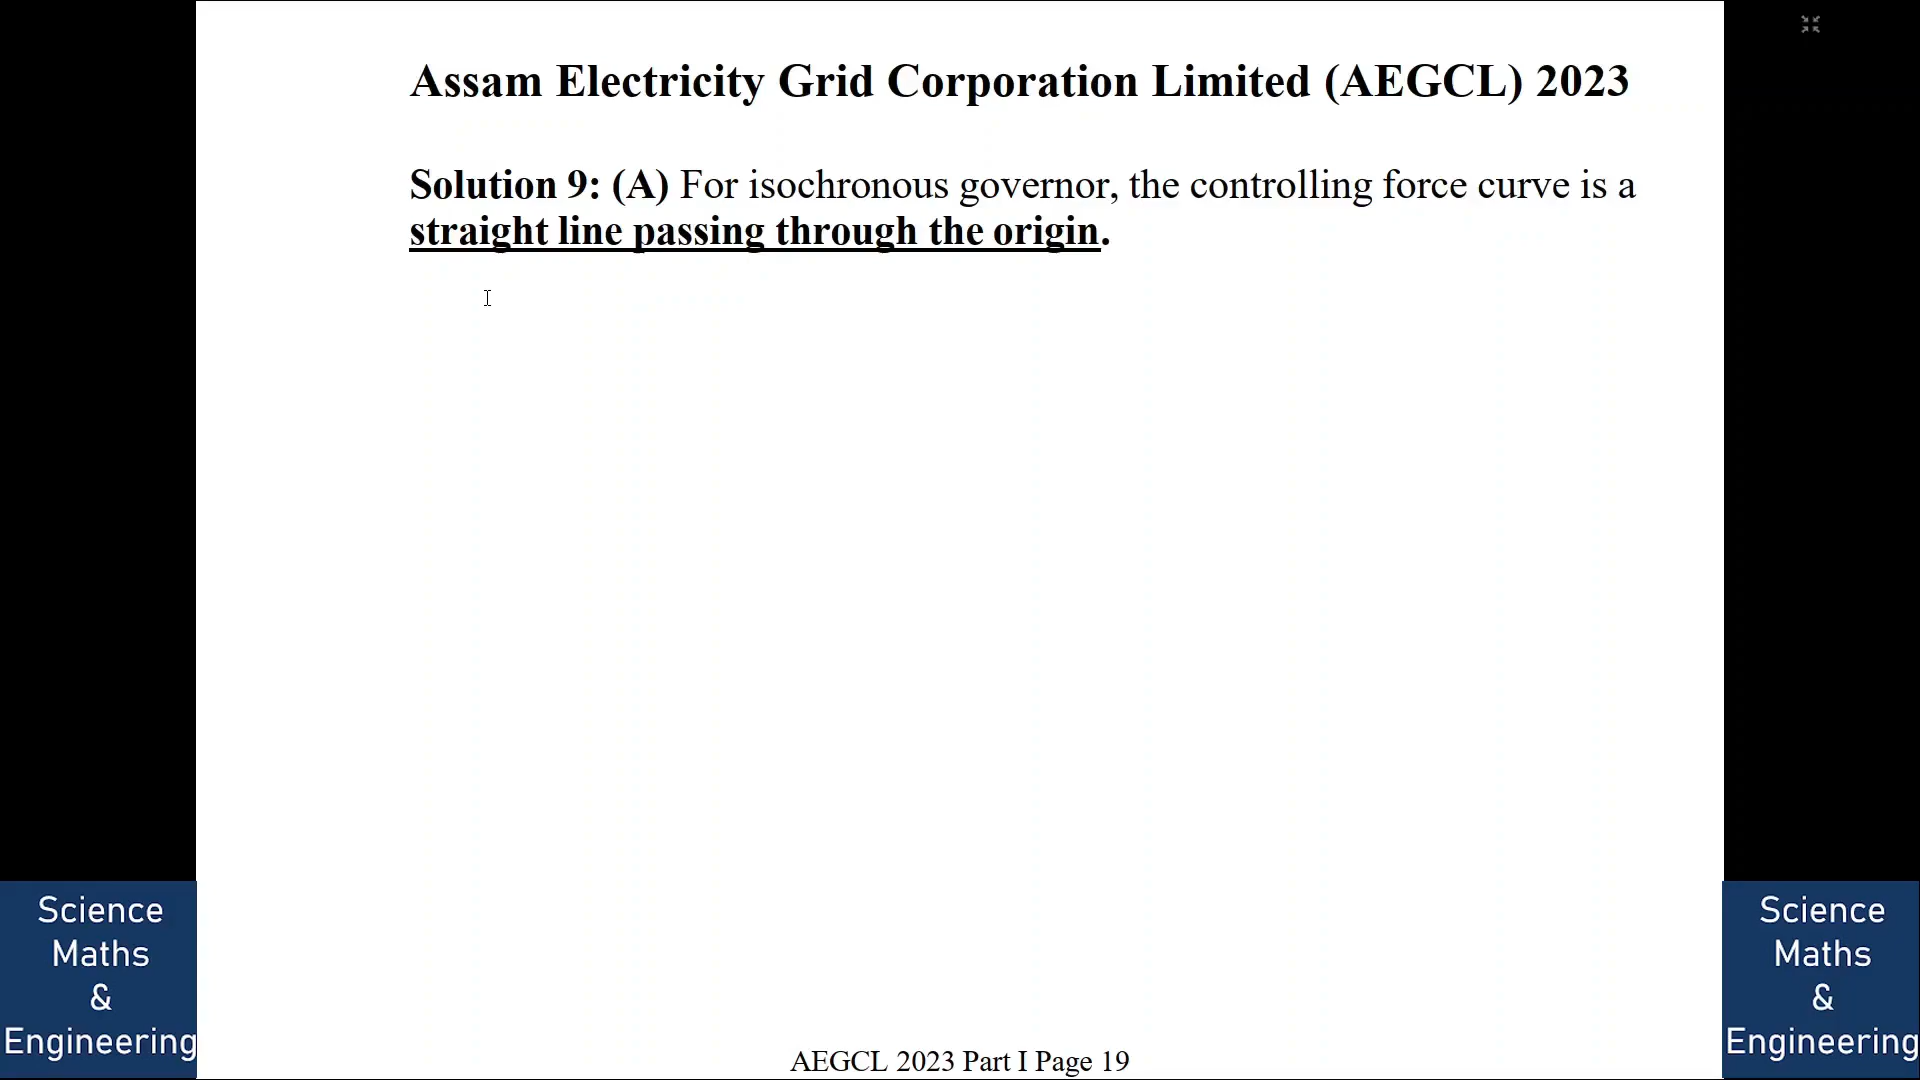 Assam Electricity Grid Corporation Limited (AEGCL) 2023
Solution 9: (A) For isochronous governor, the controlling force curve is a
straight line passing through the origin.
Science
Maths
&
Engineering
Science
Maths
&
Engineering
AEGCL 2023 Part I Page 19